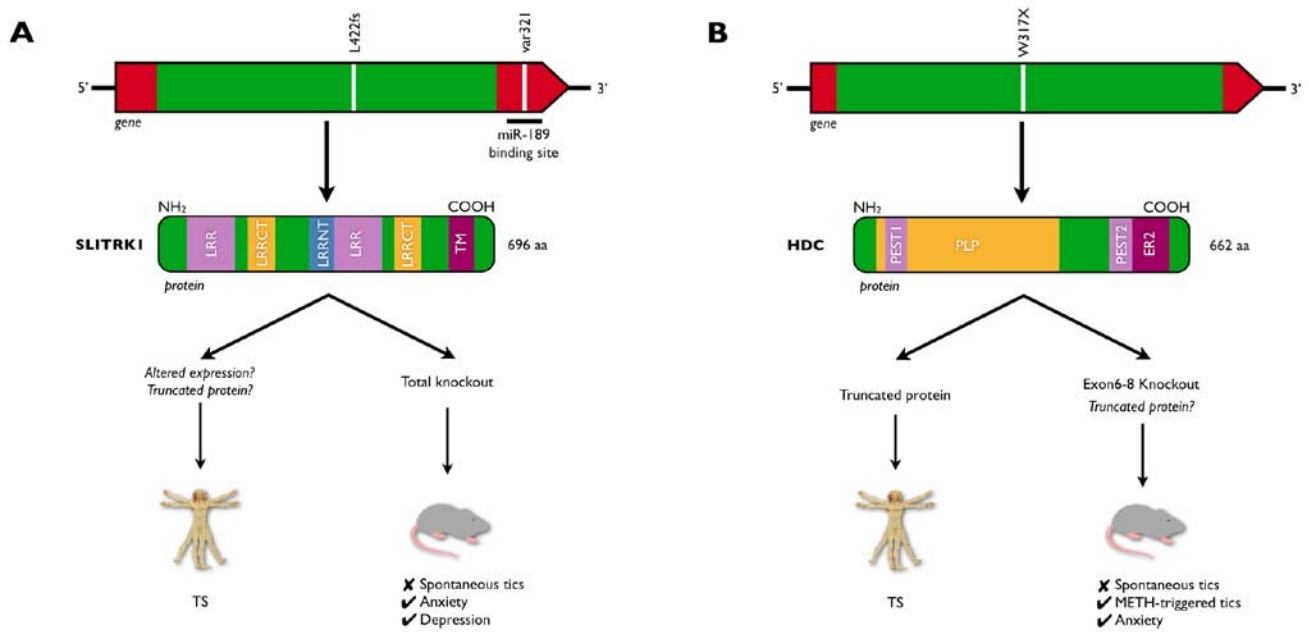 A
L422fs
var321
5'
3'
gene
miR-189
binding site
NH2
COOH
SLITRK1
LRR
LRRCT
LRRNT
LRR
LRRCT
TM
696 aa
protein
Altered expression?
Truncated protein?
Total knockout
TS
✘ Spontaneous tics
✔ Anxiety
✔ Depression
B
W317X
5'
3'
gene
NH2
COOH
HDC
PEST1
PLP
PEST2
ER2
662 aa
protein
Truncated protein
Exon6-8 Knockout
Truncated protein?
TS
✘ Spontaneous tics
✔ METH-triggered tics
✔ Anxiety